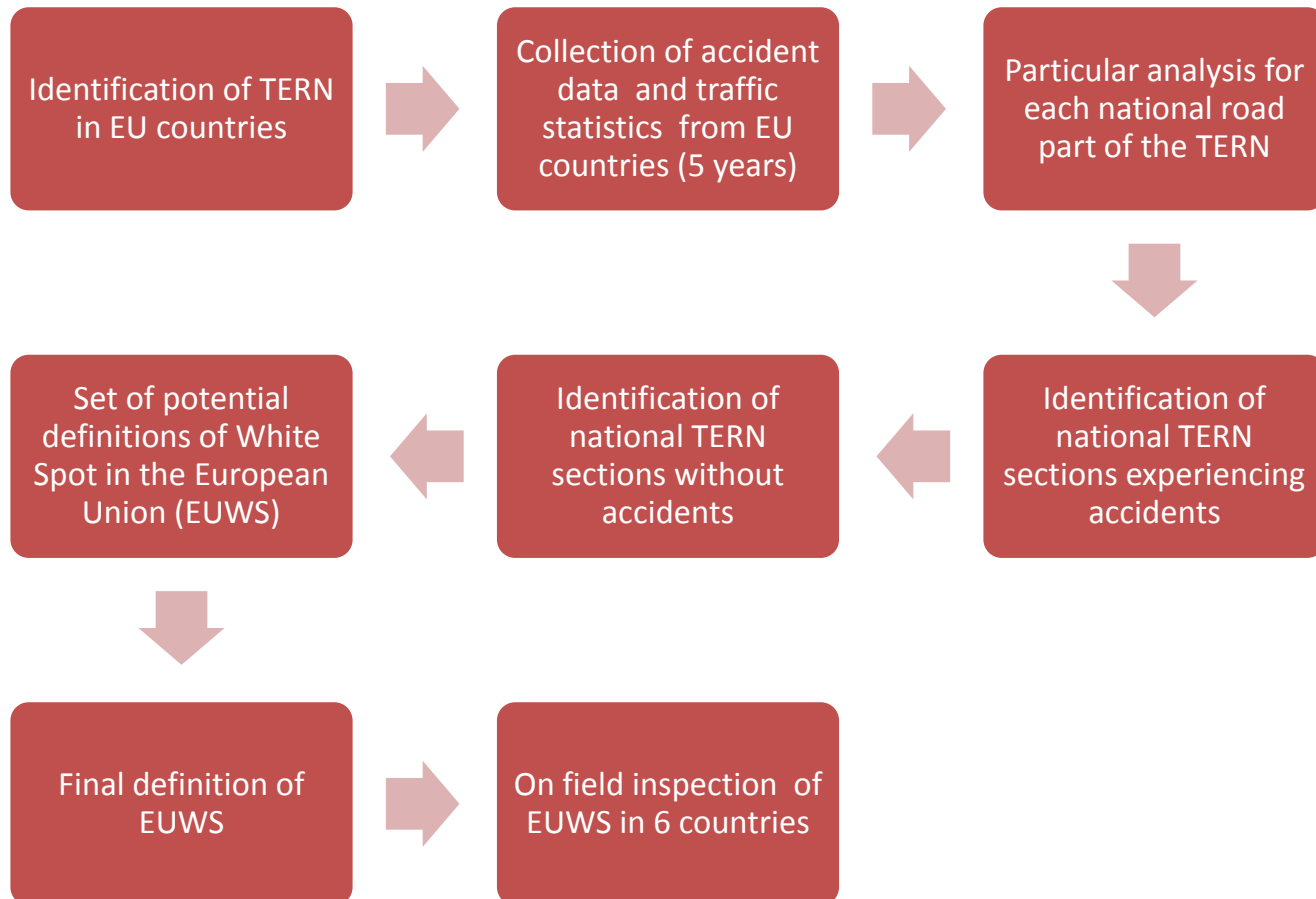 Identification of TERN
in EU countries
Collection of accident
data  and traffic
statistics  from EU
countries (5 years)
Particular analysis for
each national road
part of the TERN
Identification of
national TERN
sections experiencing
accidents
Identification of
national TERN
sections without
accidents
Set of potential
definitions of White
Spot in the European
Union (EUWS)
Final definition of
EUWS
On field inspection  of
EUWS in 6 countries